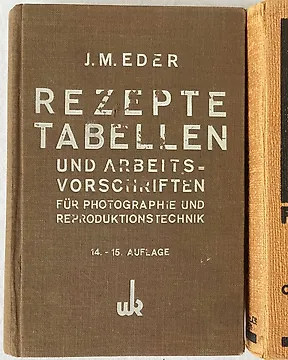 J. M. EDER
REZEPTE
TABELLEN
UND ARBEITS-
VORSCHRIFTEN
FÜR PHOTOGRAPHIE UND
REPRODUKTIONSTECHNIK
14. - 15. AUFLAGE
wk